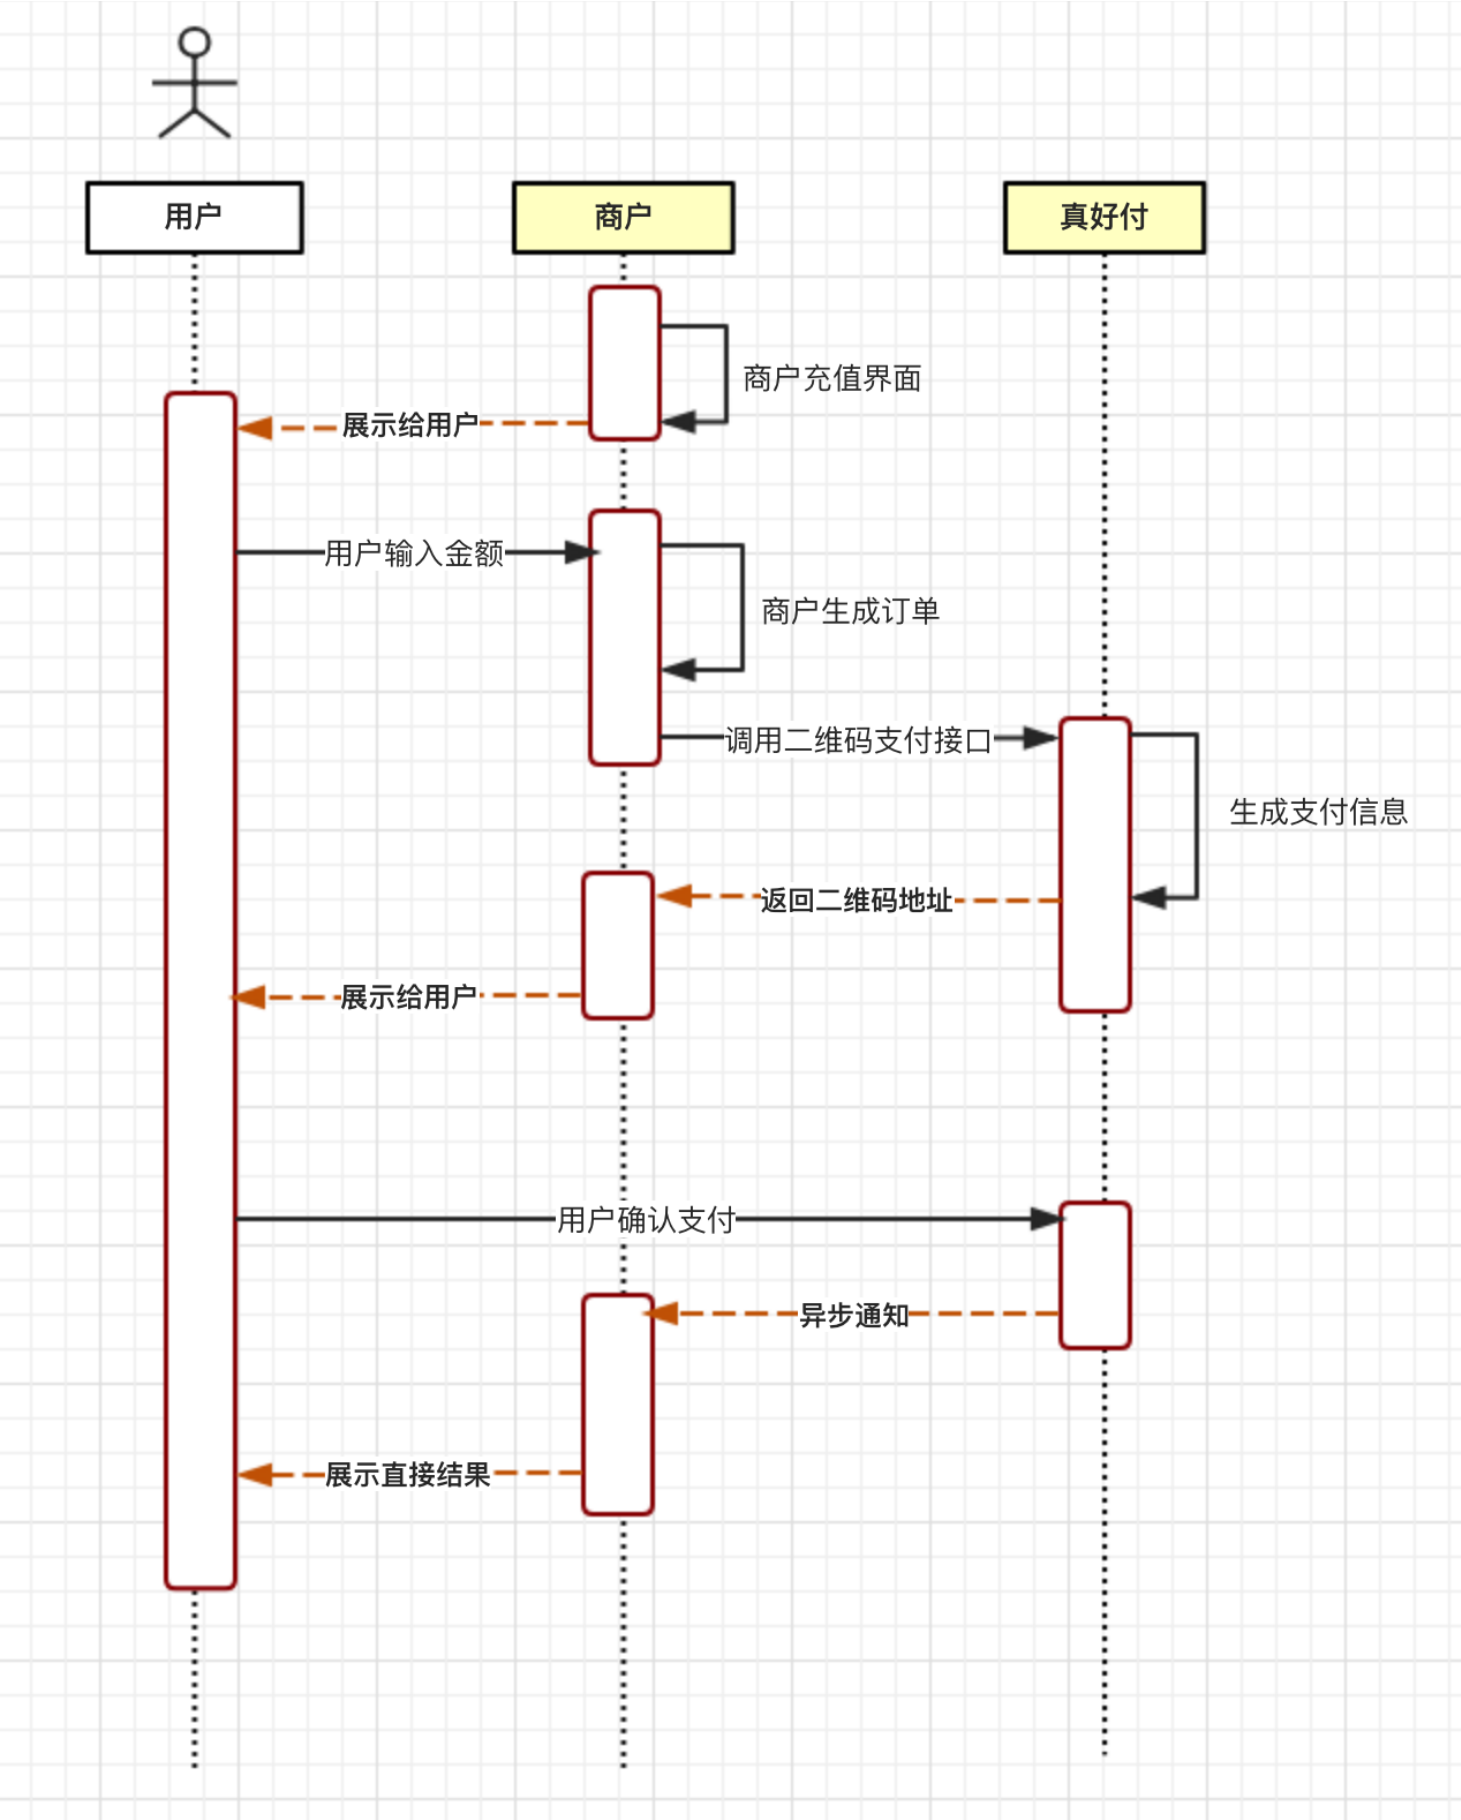 用户
商户
真好付
商户充值界面
展示给用户
用户输入金额
商户生成订单
调用二维码支付接口
生成支付信息
返回二维码地址
展示给用户
用户确认支付
异步通知
展示直接结果